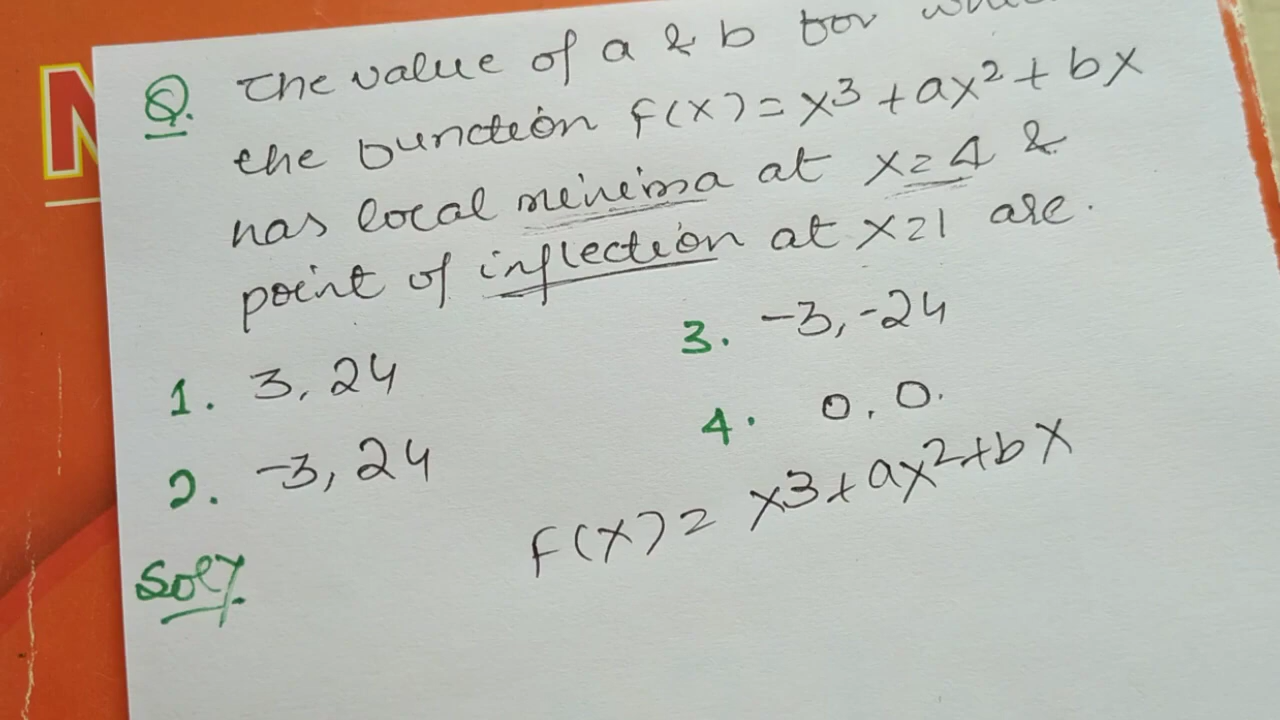 N
Q. The value of a & b for
the function f(x) = x³ + ax² + bx
has local minima at x = 4 &
point of inflection at x = 1 are.
1. 3, 24
3. -3, -24
2. -3, 24
4. 0, 0.
Solⁿ.
f(x) = x³ + ax² + bx